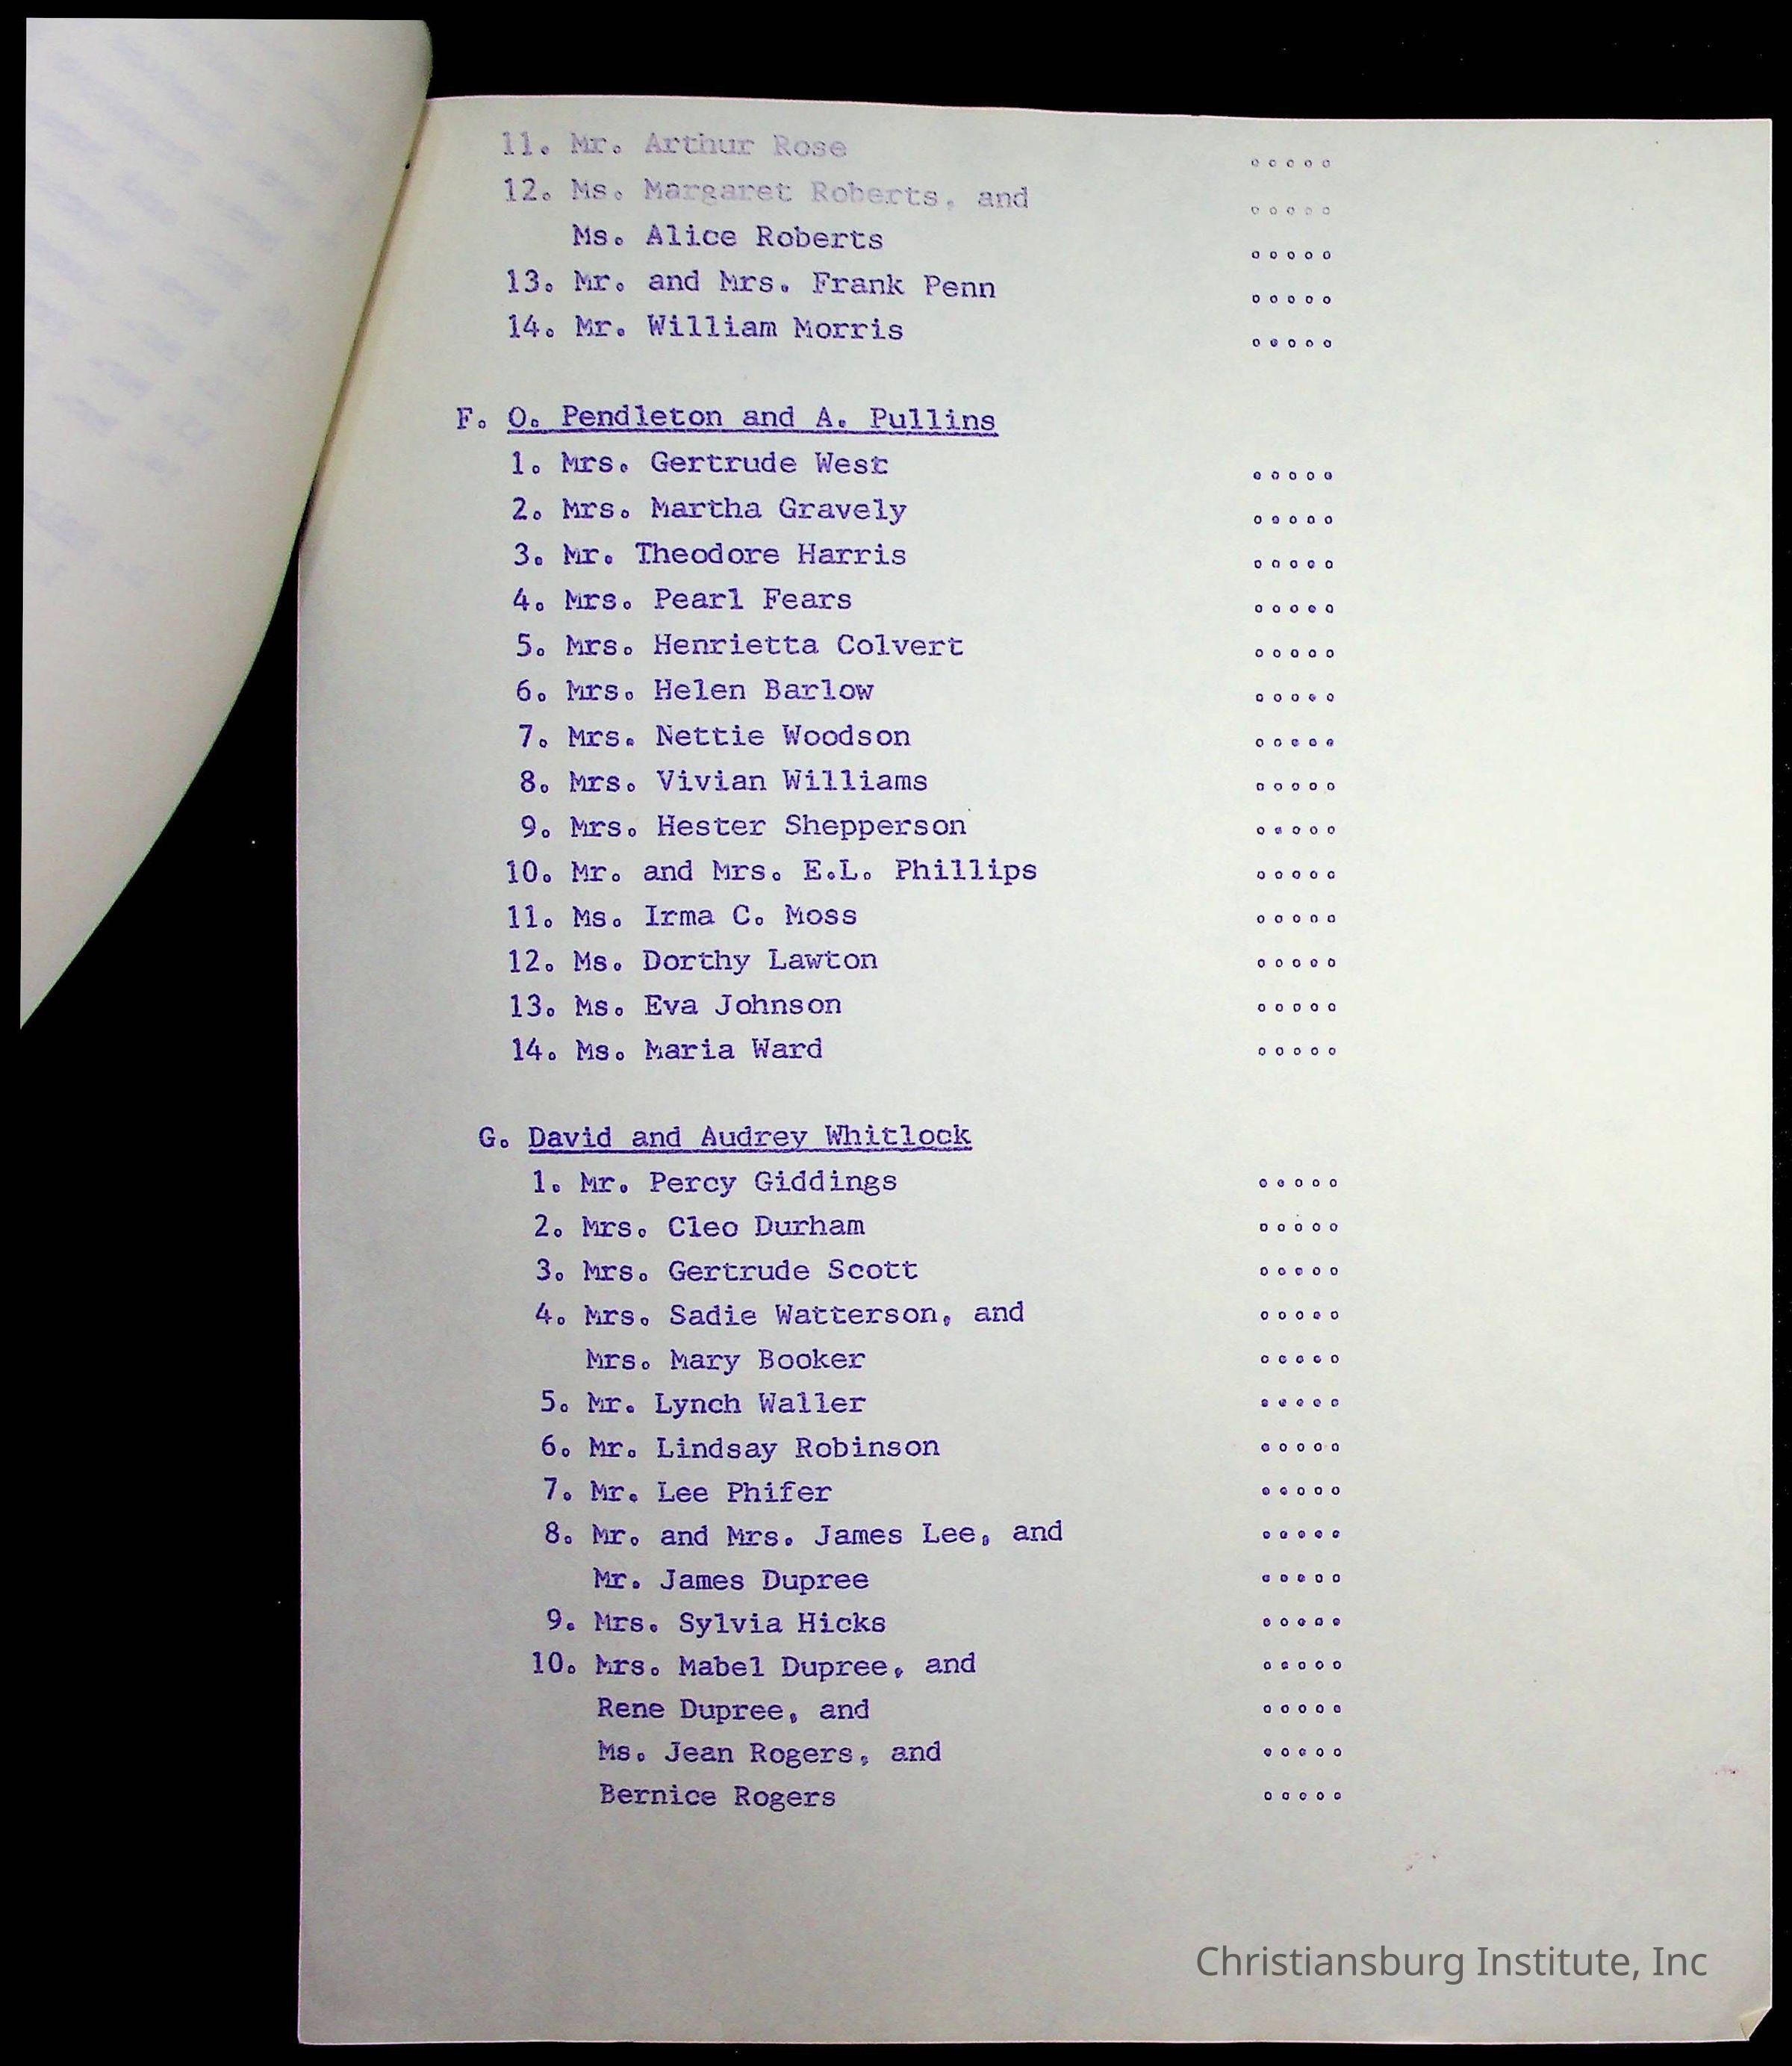 11. Mr. Arthur Rose .....
12. Ms. Margaret Roberts, and .....
Ms. Alice Roberts .....
13. Mr. and Mrs. Frank Penn .....
14. Mr. William Morris .....
F. O. Pendleton and A. Pullins
1. Mrs. Gertrude West .....
2. Mrs. Martha Gravely .....
3. Mr. Theodore Harris .....
4. Mrs. Pearl Fears .....
5. Mrs. Henrietta Colvert .....
6. Mrs. Helen Barlow .....
7. Mrs. Nettie Woodson .....
8. Mrs. Vivian Williams .....
9. Mrs. Hester Shepperson .....
10. Mr. and Mrs. E.L. Phillips .....
11. Ms. Irma C. Moss .....
12. Ms. Dorthy Lawton .....
13. Ms. Eva Johnson .....
14. Ms. Maria Ward .....
G. David and Audrey Whitlock
1. Mr. Percy Giddings .....
2. Mrs. Cleo Durham .....
3. Mrs. Gertrude Scott .....
4. Mrs. Sadie Watterson, and .....
Mrs. Mary Booker .....
5. Mr. Lynch Waller .....
6. Mr. Lindsay Robinson .....
7. Mr. Lee Phifer .....
8. Mr. and Mrs. James Lee, and .....
Mr. James Dupree .....
9. Mrs. Sylvia Hicks .....
10. Mrs. Mabel Dupree, and .....
Rene Dupree, and .....
Ms. Jean Rogers, and .....
Bernice Rogers .....
Christiansburg Institute, Inc